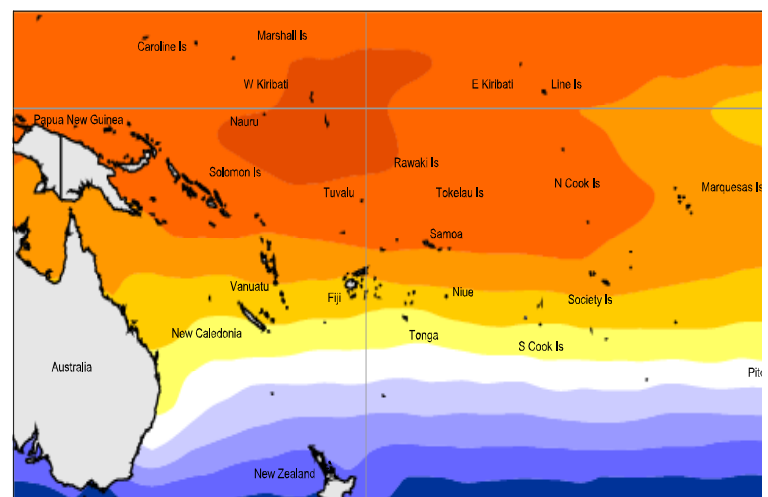 Marshall Is
Caroline Is
W Kiribati
E Kiribati
Line Is
Papua New Guinea
Nauru
Rawaki Is
Solomon Is
Tuvalu
Tokelau Is
N Cook Is
Marquesas Is
Samoa
Vanuatu
Fiji
Niue
Society Is
New Caledonia
Tonga
S Cook Is
Australia
Pitc
New Zealand